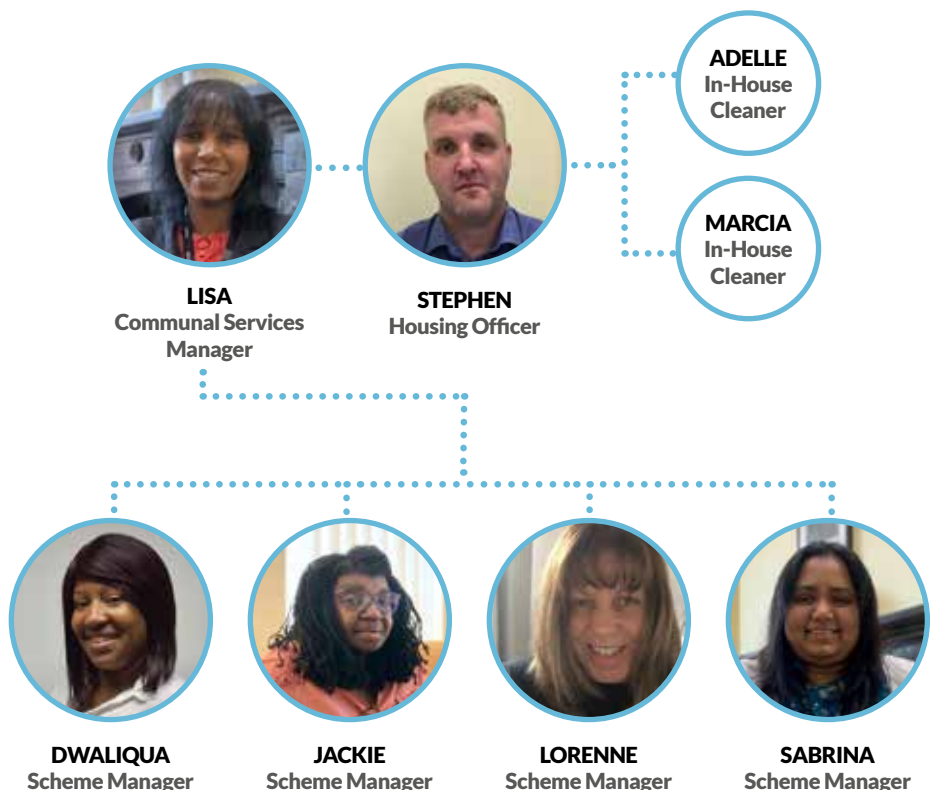 ADELLE
In-House
Cleaner
MARCIA
In-House
Cleaner
LISA
Communal Services
Manager
STEPHEN
Housing Officer
DWALIQUA
Scheme Manager
JACKIE
Scheme Manager
LORENNE
Scheme Manager
SABRINA
Scheme Manager